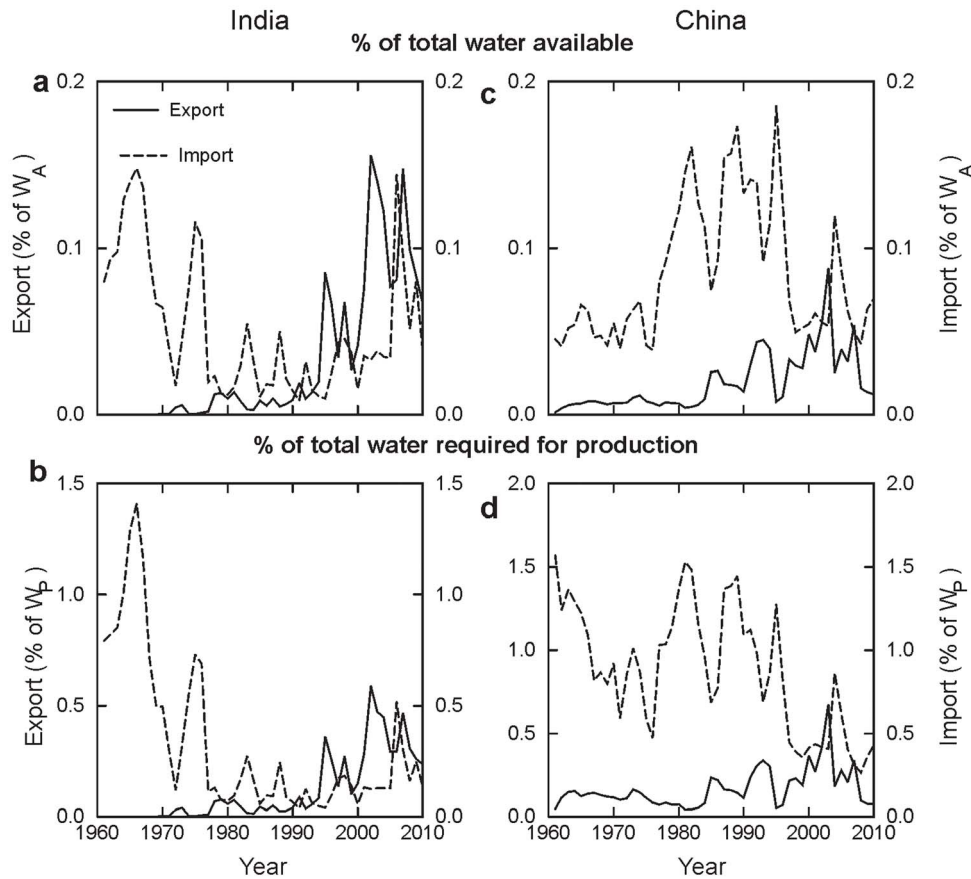 India China
% of total water available
a c
0.2 0.2 0.2 0.2
Export
Import
Export (% of W_A)
0.1 0.1 0.1 0.1
Import (% of W_A)
0.0 0.0 0.0 0.0
% of total water required for production
b d
1.5 1.5 2.0 2.0
Export (% of W_P)
1.0 1.0 1.5 1.5
Import (% of W_P)
0.5 0.5 1.0 1.0
0.5 0.5
0.0 0.0 0.0 0.0
1960 1970 1980 1990 2000 2010 1960 1970 1980 1990 2000 2010
Year Year